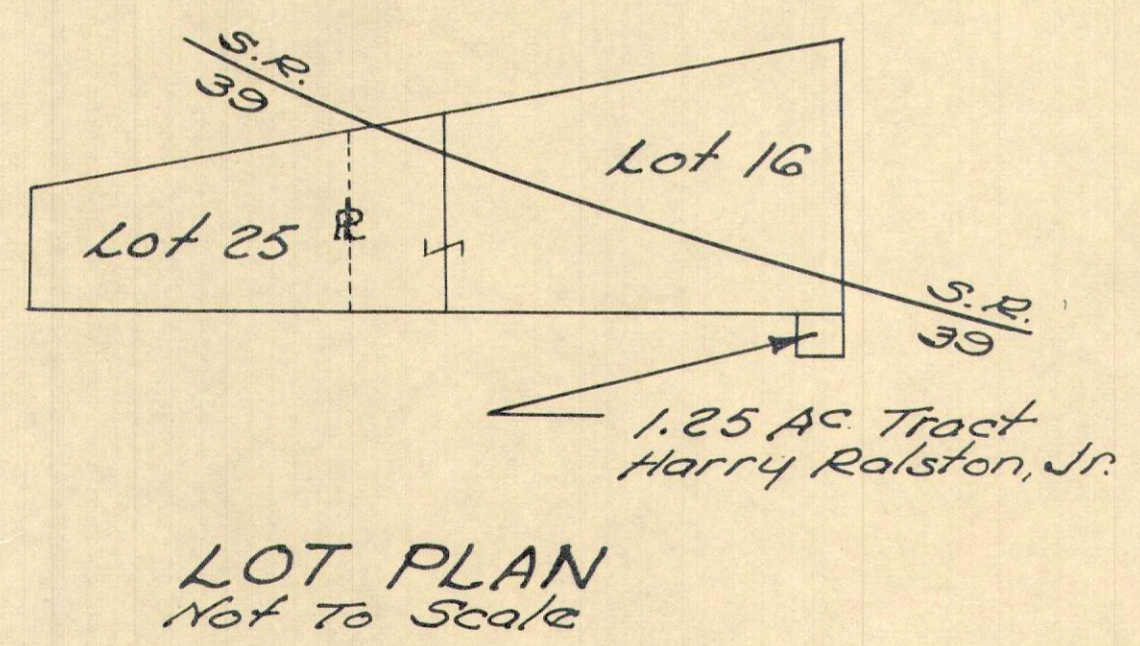 S.R.
39
Lot 16
Lot 25
S.R.
39
1.25 Ac. Tract
Harry Ralston, Jr.
LOT PLAN
Not To Scale